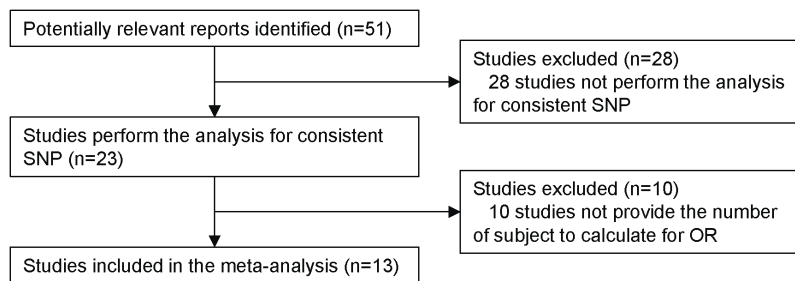 Potentially relevant reports identified (n=51)
Studies excluded (n=28)
28 studies not perform the analysis
for consistent SNP
Studies perform the analysis for consistent
SNP (n=23)
Studies excluded (n=10)
10 studies not provide the number
of subject to calculate for OR
Studies included in the meta-analysis (n=13)